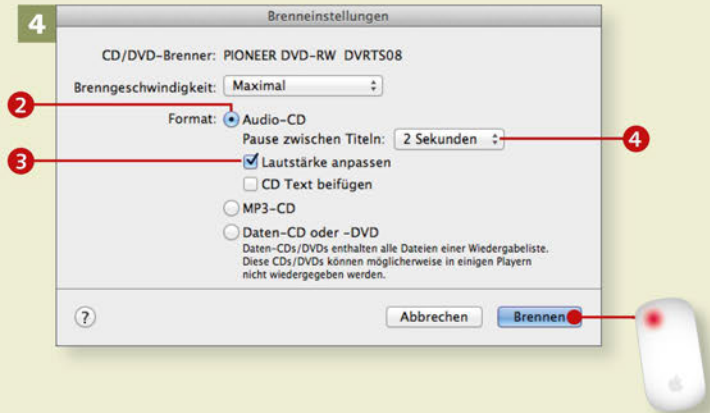 4
Brenneinstellungen
CD/DVD-Brenner: PIONEER DVD-RW DVRTS08
Brenngeschwindigkeit: Maximal
2
Format: Audio-CD
Pause zwischen Titeln: 2 Sekunden
4
3
Lautstärke anpassen
CD Text beifügen
MP3-CD
Daten-CD oder -DVD
Daten-CDs/DVDs enthalten alle Dateien einer Wiedergabeliste.
Diese CDs/DVDs können möglicherweise in einigen Playern
nicht wiedergegeben werden.
? Abbrechen Brennen